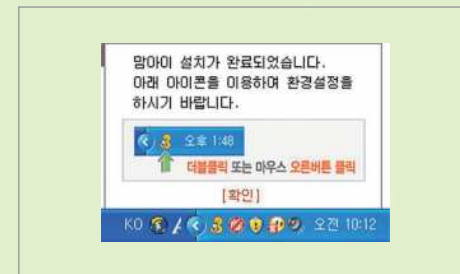 맘아이 설치가 완료되었습니다.
아래 아이콘을 이용하여 환경설정을
하시기 바랍니다.
오후 1:48
더블클릭 또는 마우스 오른버튼 클릭
[확인]
KO 오전 10:12